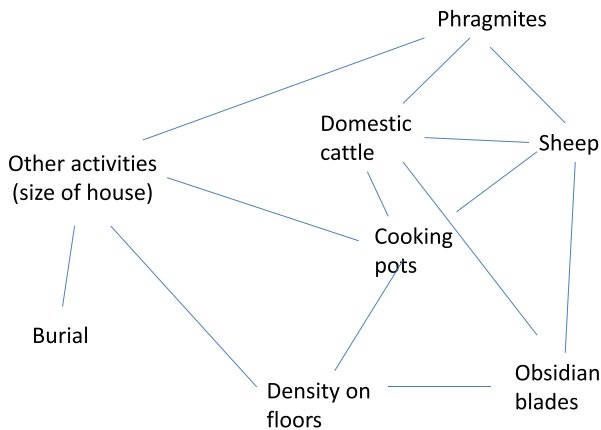 Phragmites
Domestic
cattle
Sheep
Other activities
(size of house)
Cooking
pots
Burial
Density on
floors
Obsidian
blades